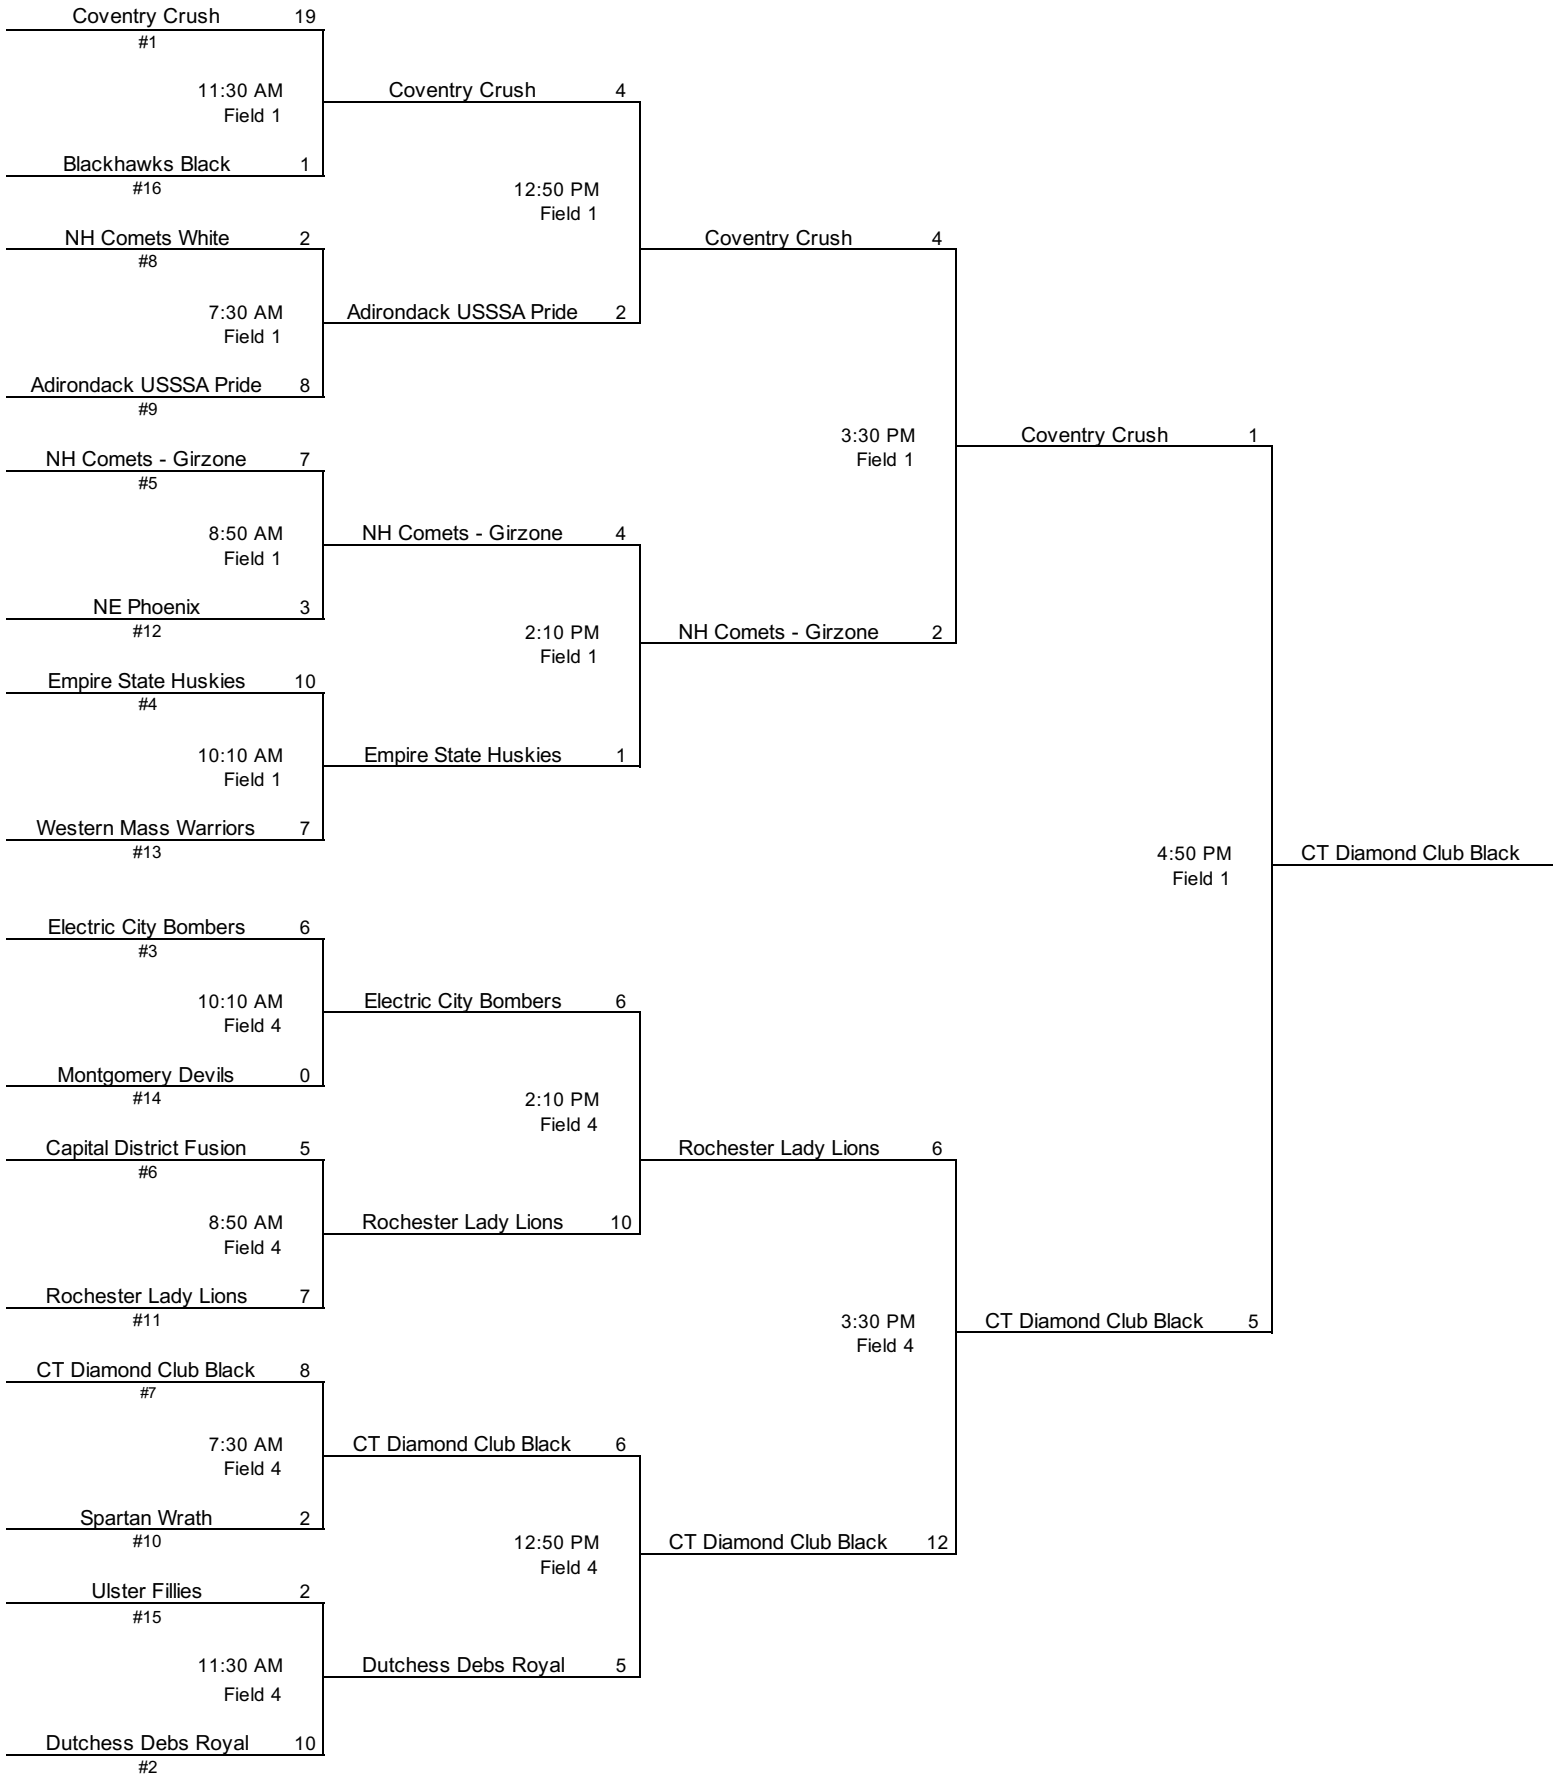 Coventry Crush 19
#1
11:30 AM
Field 1
Blackhawks Black 1
#16
NH Comets White 2
#8
7:30 AM
Field 1
Adirondack USSSA Pride 8
#9
NH Comets - Girzone 7
#5
8:50 AM
Field 1
NE Phoenix 3
#12
Empire State Huskies 10
#4
10:10 AM
Field 1
Western Mass Warriors 7
#13
Electric City Bombers 6
#3
10:10 AM
Field 4
Montgomery Devils 0
#14
Capital District Fusion 5
#6
8:50 AM
Field 4
Rochester Lady Lions 7
#11
CT Diamond Club Black 8
#7
7:30 AM
Field 4
Spartan Wrath 2
#10
Ulster Fillies 2
#15
11:30 AM
Field 4
Dutchess Debs Royal 10
#2
Coventry Crush 4
12:50 PM
Field 1
Adirondack USSSA Pride 2
NH Comets - Girzone 4
2:10 PM
Field 1
Empire State Huskies 1
Electric City Bombers 6
2:10 PM
Field 4
Rochester Lady Lions 10
CT Diamond Club Black 6
12:50 PM
Field 4
Dutchess Debs Royal 5
Coventry Crush 4
3:30 PM
Field 1
NH Comets - Girzone 2
Rochester Lady Lions 6
3:30 PM
Field 4
CT Diamond Club Black 12
Coventry Crush 1
4:50 PM
Field 1
CT Diamond Club Black 5
CT Diamond Club Black